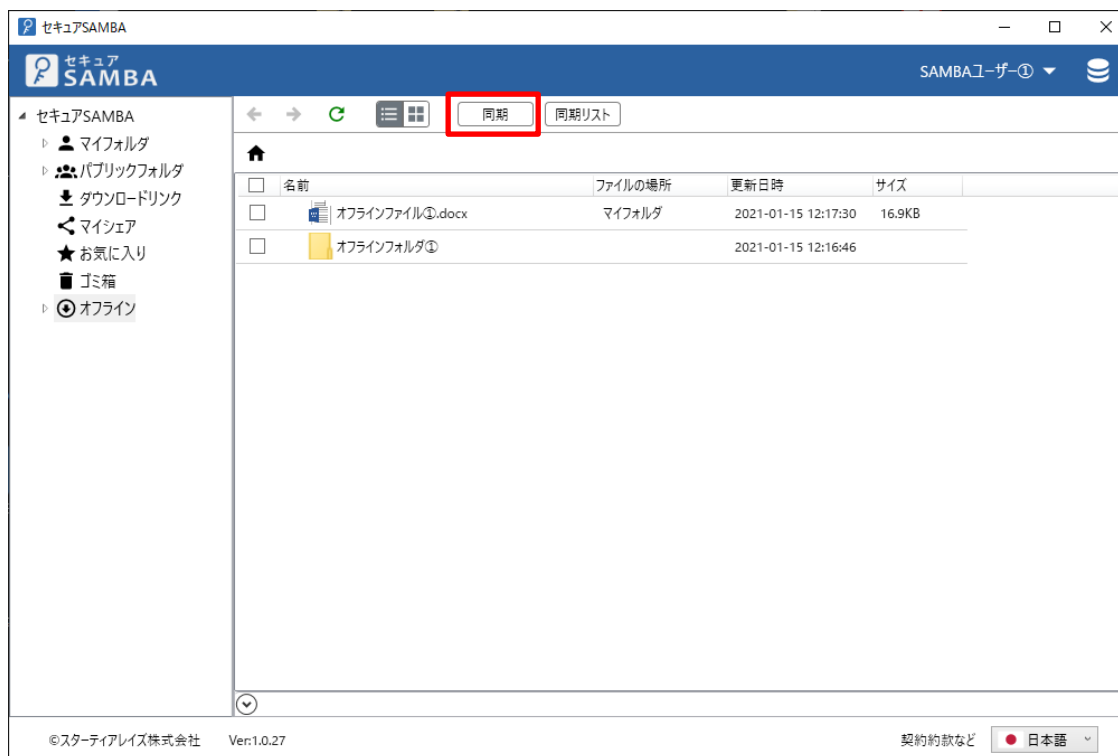 セキュアSAMBA
セキュア
SAMBA
SAMBAユーザー①
セキュアSAMBA
マイフォルダ
パブリックフォルダ
ダウンロードリンク
マイシェア
お気に入り
ゴミ箱
オフライン
同期
同期リスト
名前 ファイルの場所 更新日時 サイズ
オフラインファイル①.docx マイフォルダ 2021-01-15 12:17:30 16.9KB
オフラインフォルダ① 2021-01-15 12:16:46
©スターティアレイズ株式会社 Ver:1.0.27 契約約款など 日本語